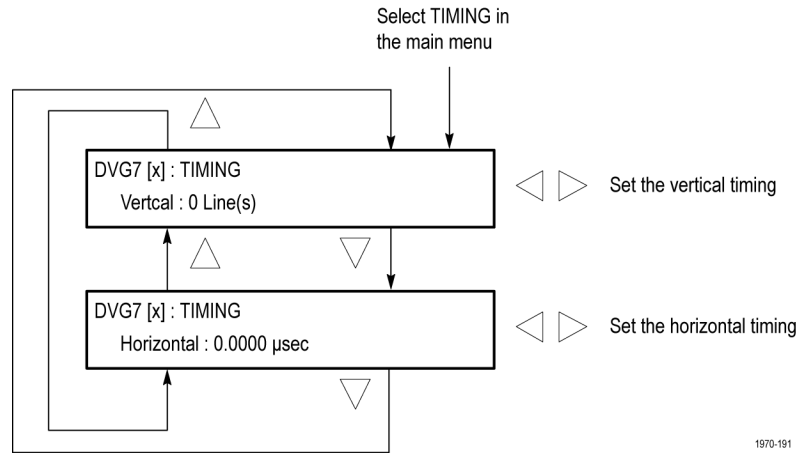 Select TIMING in
the main menu
DVG7 [x] : TIMING
Vertcal : 0 Line(s)
Set the vertical timing
DVG7 [x] : TIMING
Horizontal : 0.0000 µsec
Set the horizontal timing
1970-191